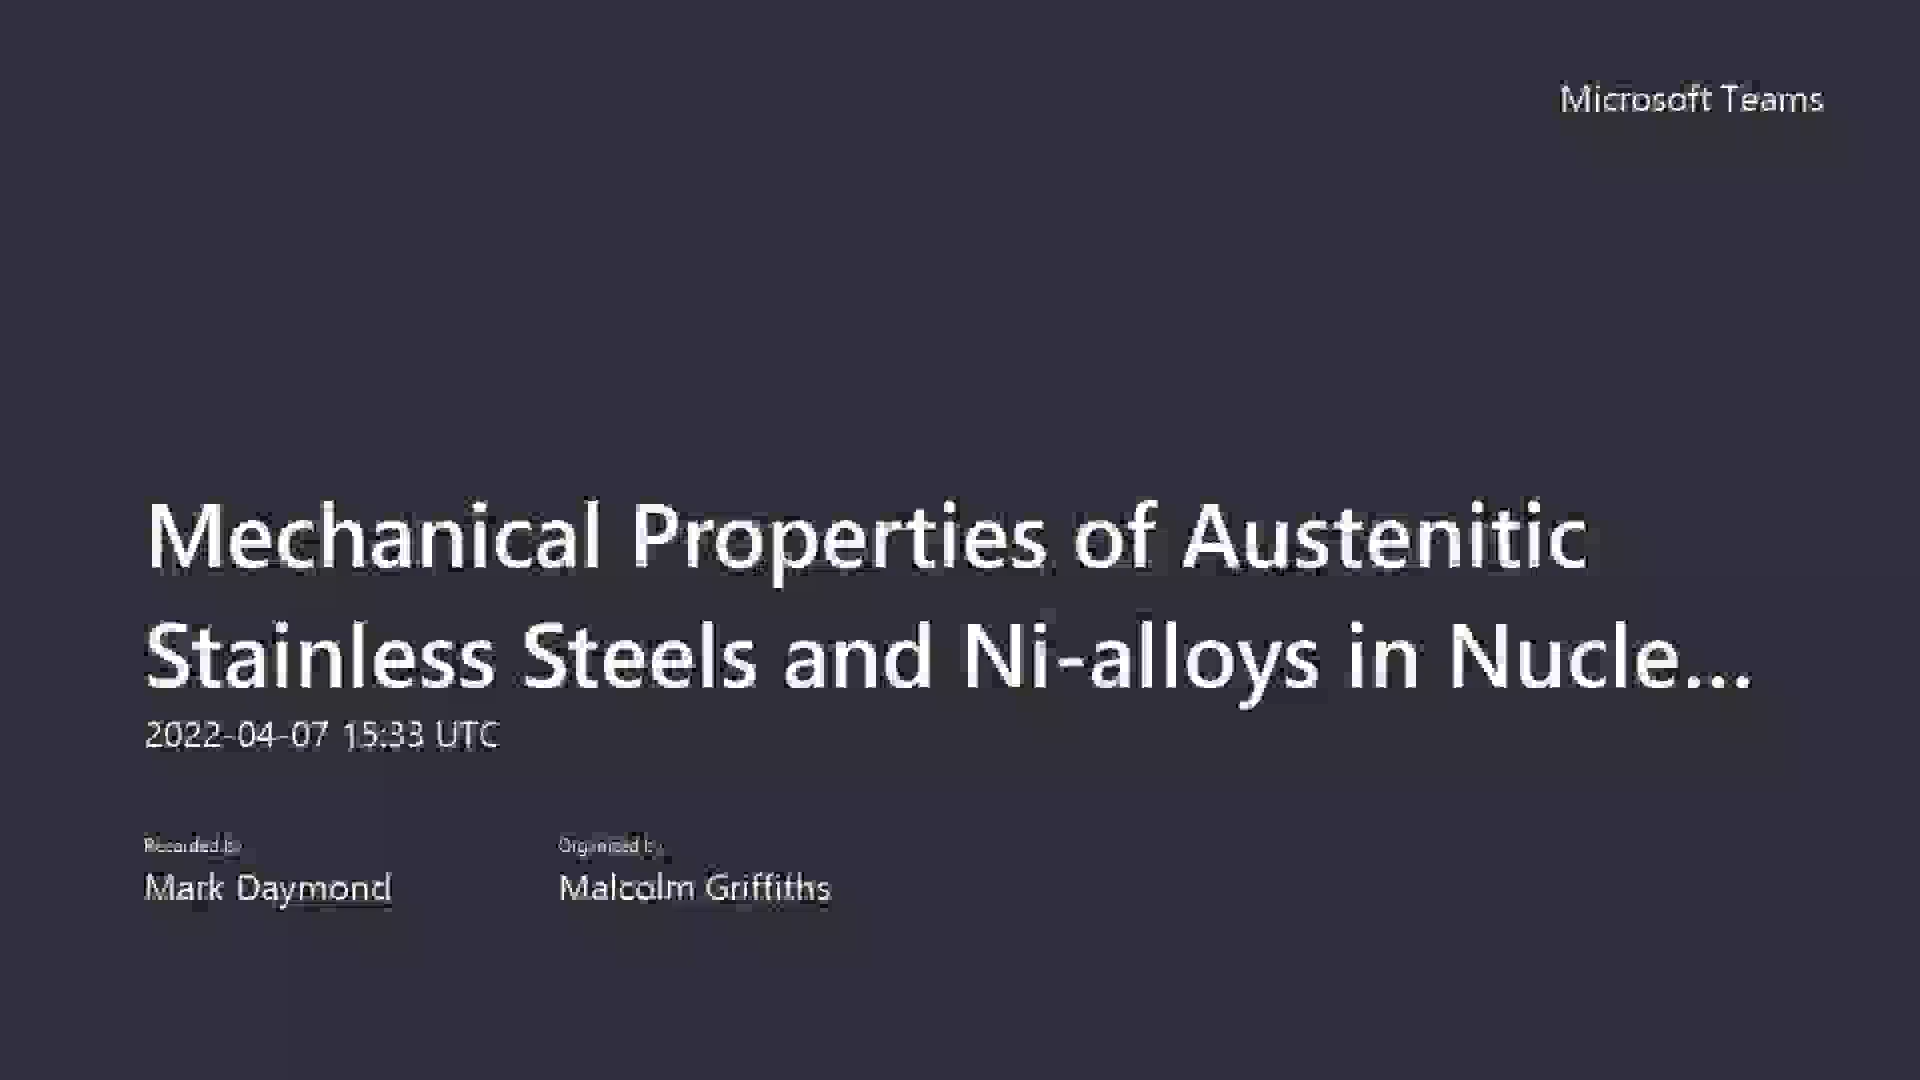 Microsoft Teams
Mechanical Properties of Austenitic
Stainless Steels and Ni-alloys in Nucle...
2022-04-07 15:33 UTC
Recorded by
Organized by
Mark Daymond
Malcolm Griffiths